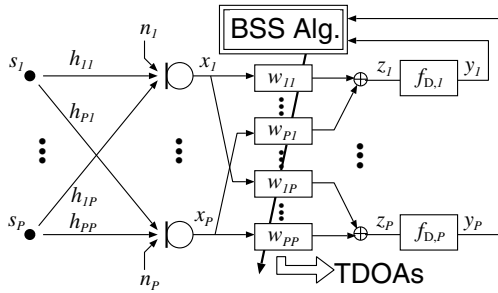 BSS Alg.
n1
s1 h11 x1 w11 z1 fD,1 y1
hP1 wP1
h1P w1P
sP hPP xP wPP zP fD,P yP
nP
TDOAs